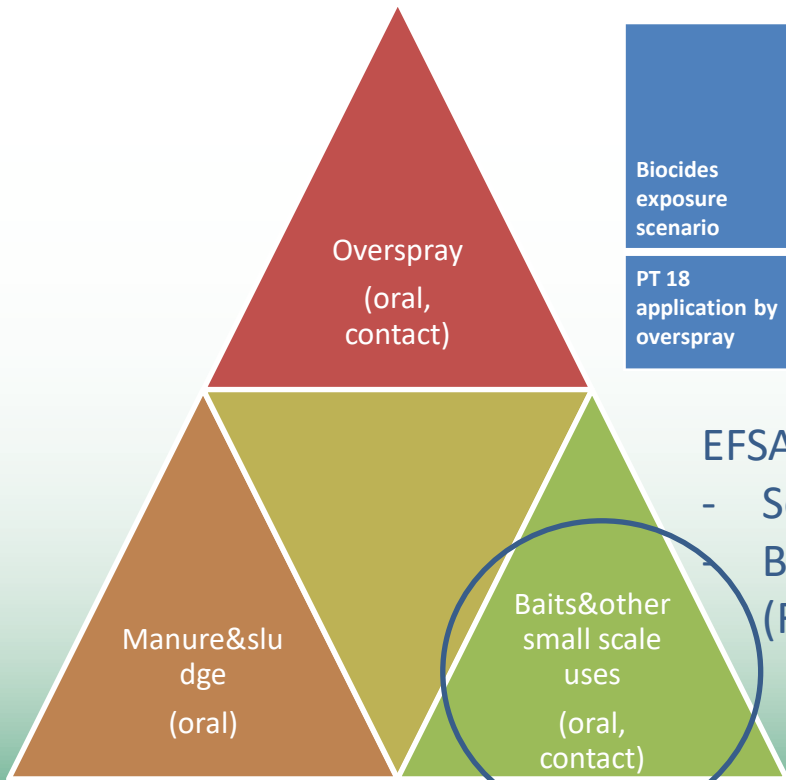 Overspray
(oral,
contact)
Manure&slu
dge
(oral)
Baits&other
small scale
uses
(oral,
contact)
Biocides
exposure
scenario
PT 18
application by
overspray
EFSA
-
-